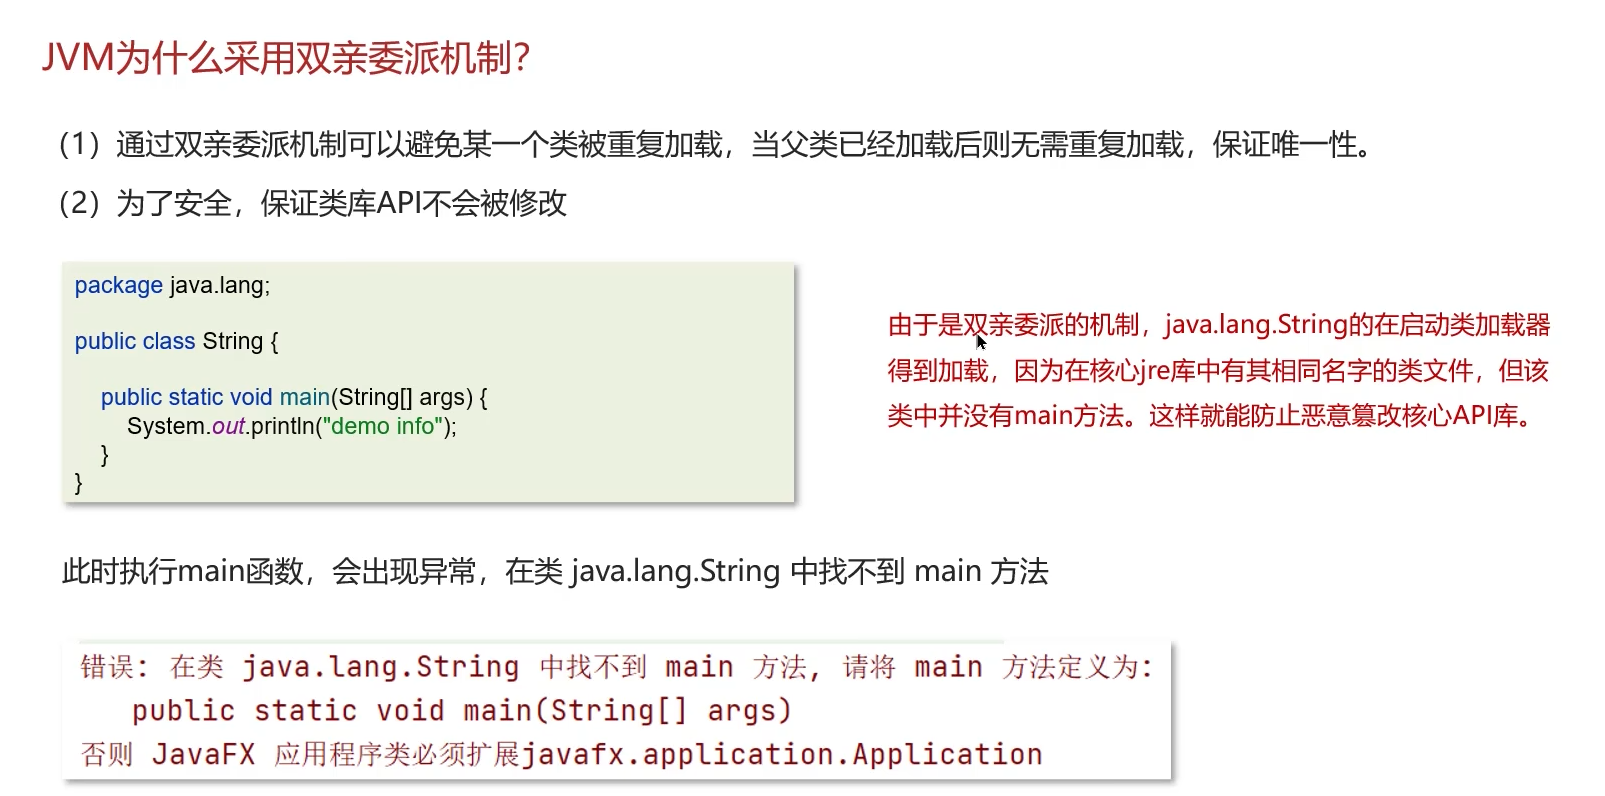 JVM为什么采用双亲委派机制？
（1）通过双亲委派机制可以避免某一个类被重复加载，当父类已经加载后则无需重复加载，保证唯一性。
（2）为了安全，保证类库API不会被修改
package java.lang;
public class String {
public static void main(String[] args) {
System.out.println("demo info");
}
}
由于是双亲委派的机制，java.lang.String的在启动类加载器
得到加载，因为在核心jre库中有其相同名字的类文件，但该
类中并没有main方法。这样就能防止恶意篡改核心API库。
此时执行main函数，会出现异常，在类 java.lang.String 中找不到 main 方法
错误: 在类 java.lang.String 中找不到 main 方法, 请将 main 方法定义为:
public static void main(String[] args)
否则 JavaFX 应用程序类必须扩展javafx.application.Application